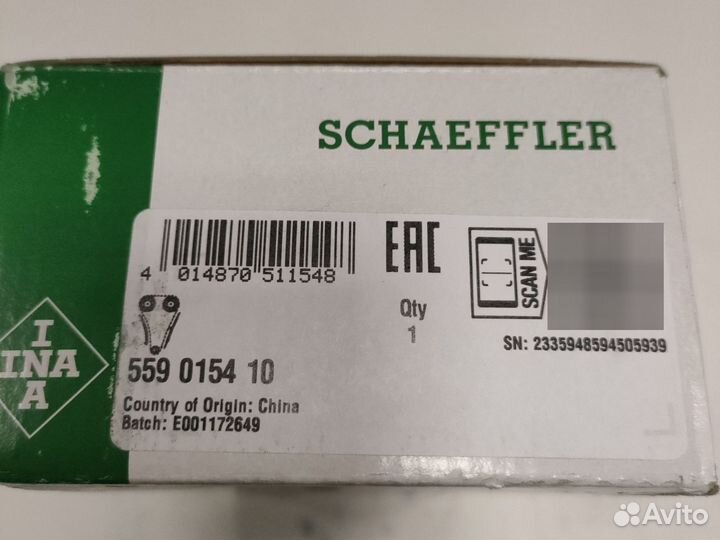 SCHAEFFLER
I
INA
A
4 014870 511548
EAC
Qty
1
SCAN ME
SN: 2335948594505939
559 0154 10
Country of Origin: China
Batch: E001172649
Avito